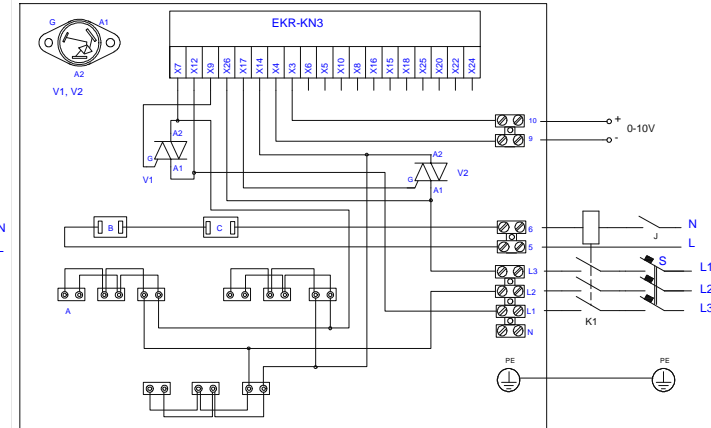 EKR-KN3
G
A1
A2
V1, V2
X7
X12
X9
X26
X17
X14
X4
X3
X6
X5
X10
X8
X16
X15
X18
X25
X20
X22
X24
10
+
0-10V
9
-
A2
G
A1
V1
A2
G
V2
A1
N
B
C
6
J
N
5
L
L3
S
L1
L2
L2
A
L1
L3
K1
N
PE
PE